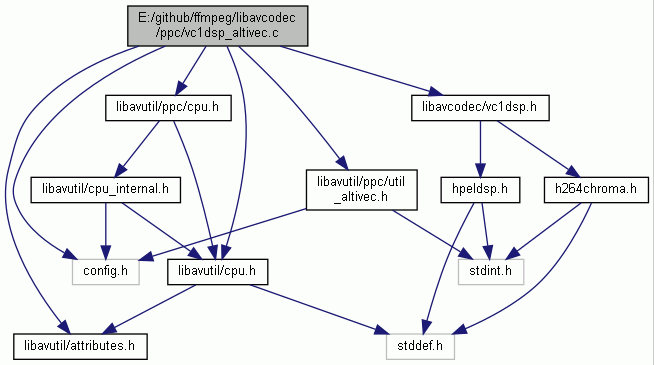 E:/github/ffmpeg/libavcodec
/ppc/vc1dsp_altivec.c
libavutil/ppc/cpu.h
libavcodec/vc1dsp.h
libavutil/cpu_internal.h
libavutil/ppc/util
_altivec.h
hpeldsp.h
h264chroma.h
config.h
libavutil/cpu.h
stdint.h
libavutil/attributes.h
stddef.h